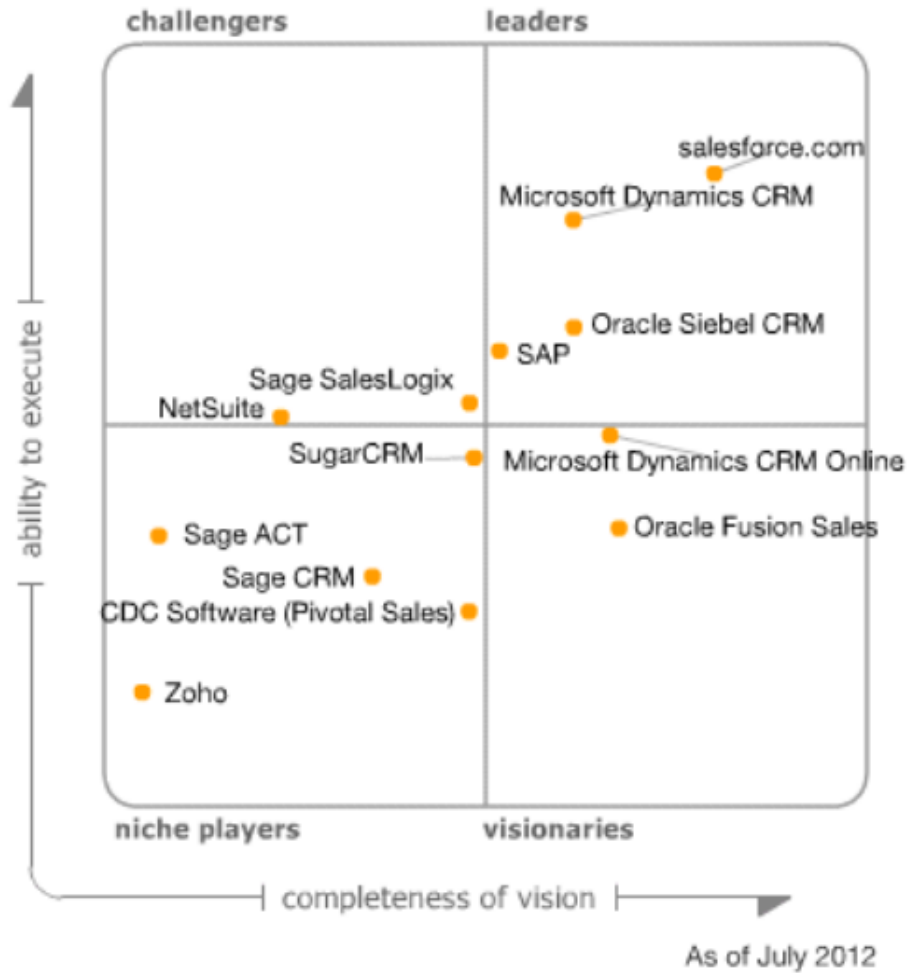 challengers
leaders
salesforce.com
Microsoft Dynamics CRM
Oracle Siebel CRM
SAP
Sage SalesLogix
NetSuite
SugarCRM
Microsoft Dynamics CRM Online
Oracle Fusion Sales
Sage ACT
Sage CRM
CDC Software (Pivotal Sales)
Zoho
niche players
visionaries
ability to execute
completeness of vision
As of July 2012